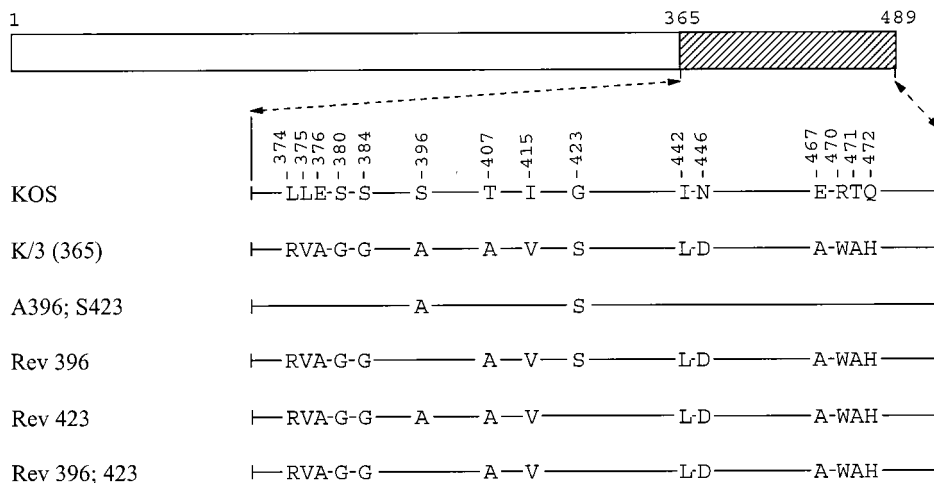 1 365 489
374 375 376 380 384 396 407 415 423 442 446 467 470 471 472
KOS LLE-S-S S T-I-G I-N E-RTQ
K/3 (365) RVA-G-G A A-V-S L-D A-WAH
A396; S423 A S
Rev 396 RVA-G-G A-V-S L-D A-WAH
Rev 423 RVA-G-G-A-A-V L-D A-WAH
Rev 396; 423 RVA-G-G A-V L-D A-WAH